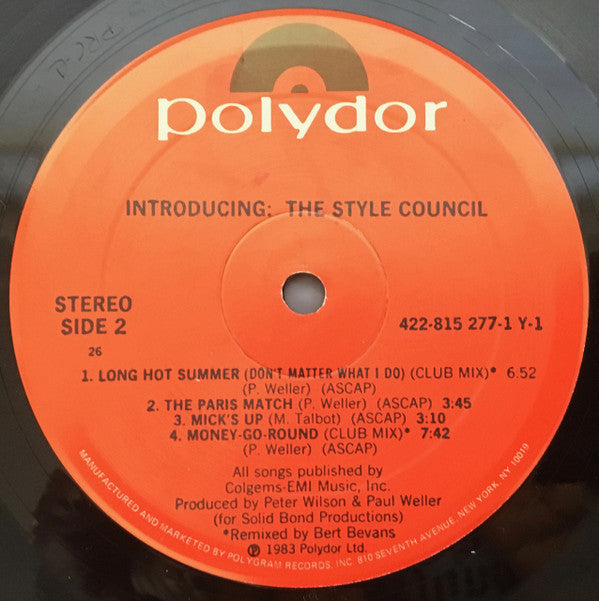 polydor
INTRODUCING: THE STYLE COUNCIL
STEREO
SIDE 2
422-815 277-1 Y-1
26
1. LONG HOT SUMMER (DON'T MATTER WHAT I DO) (CLUB MIX)* 6:52
(P. Weller) (ASCAP)
2. THE PARIS MATCH (P. Weller) (ASCAP) 3:45
3. MICK'S UP (M. Talbot) (ASCAP) 3:10
4. MONEY-GO-ROUND (CLUB MIX)* 7:42
(P. Weller) (ASCAP)
All songs published by
Colgems-EMI Music, Inc.
Produced by Peter Wilson & Paul Weller
(for Solid Bond Productions)
*Remixed by Bert Bevans
℗ 1983 Polydor Ltd.
MANUFACTURED AND MARKETED BY POLYGRAM RECORDS, INC. 810 SEVENTH AVENUE, NEW YORK, NY 10019